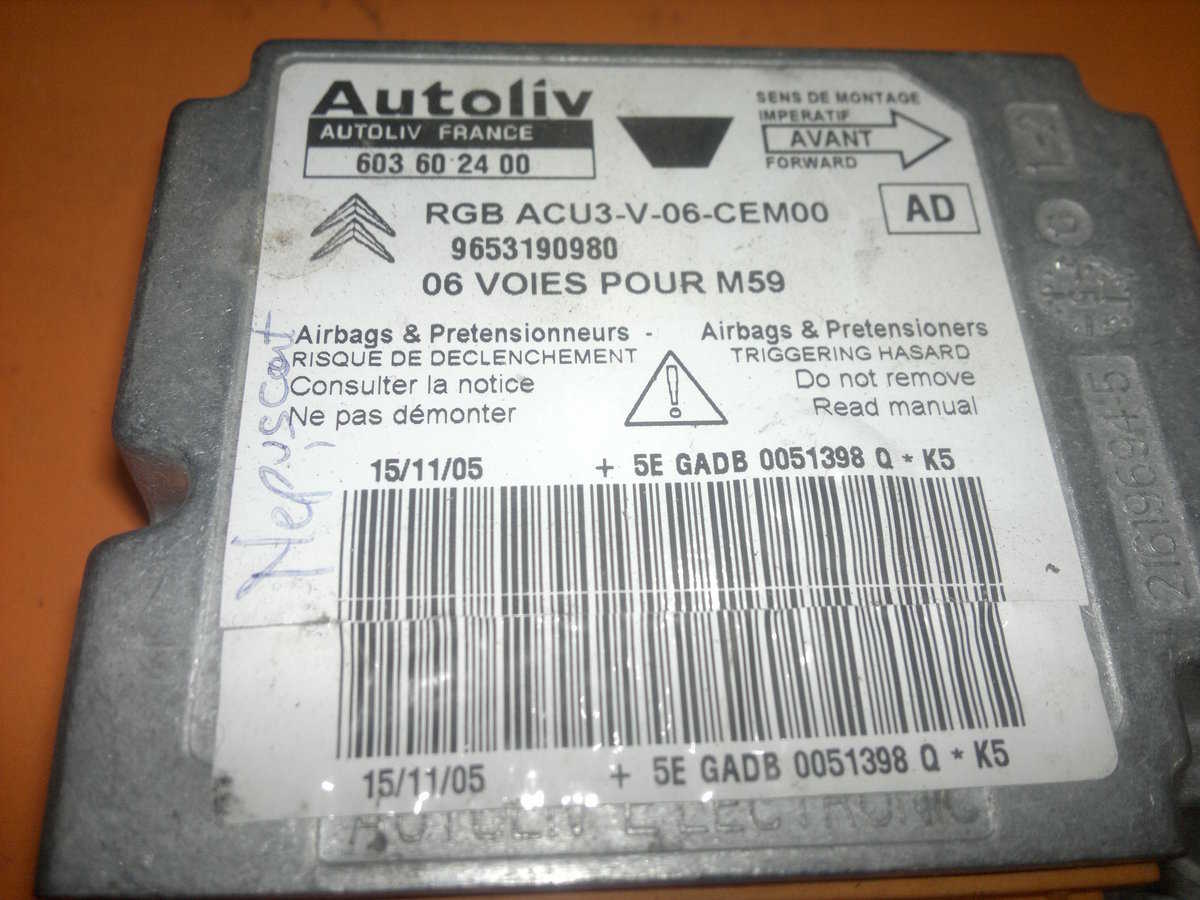 Autoliv
AUTOLIV FRANCE
603 60 24 00
SENS DE MONTAGE
IMPERATIF
AVANT
FORWARD
AD
RGB ACU3-V-06-CEM00
9653190980
06 VOIES POUR M59
Airbags & Pretensionneurs -
RISQUE DE DECLENCHEMENT
Consulter la notice
Ne pas démonter
Airbags & Pretensioners
TRIGGERING HASARD
Do not remove
Read manual
!
15/11/05 + 5E GADB 0051398 Q * K5
15/11/05 + 5E GADB 0051398 Q * K5
AUTOLIV ELECTRONIC